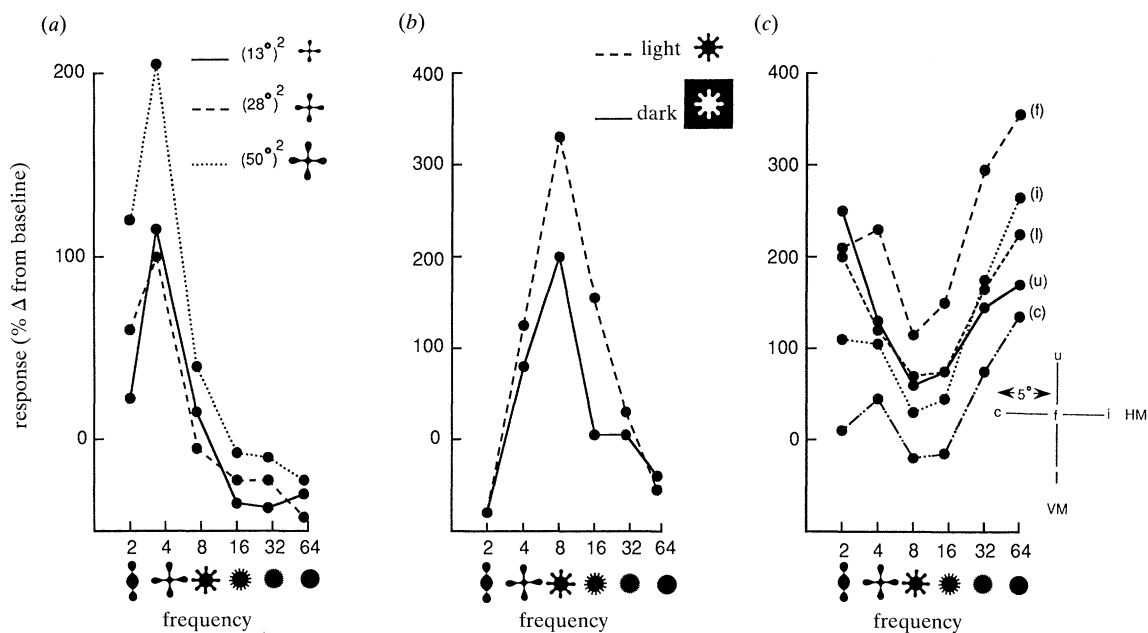 (a)
(13°)²
(28°)²
(50°)²
200
100
0
response (% Δ from baseline)
2 4 8 16 32 64
frequency
(b)
light
dark
400
300
200
100
0
2 4 8 16 32 64
frequency
(c)
400
300
200
100
0
(f)
(i)
(l)
(u)
(c)
u
5°
c f i HM
l
VM
2 4 8 16 32 64
frequency